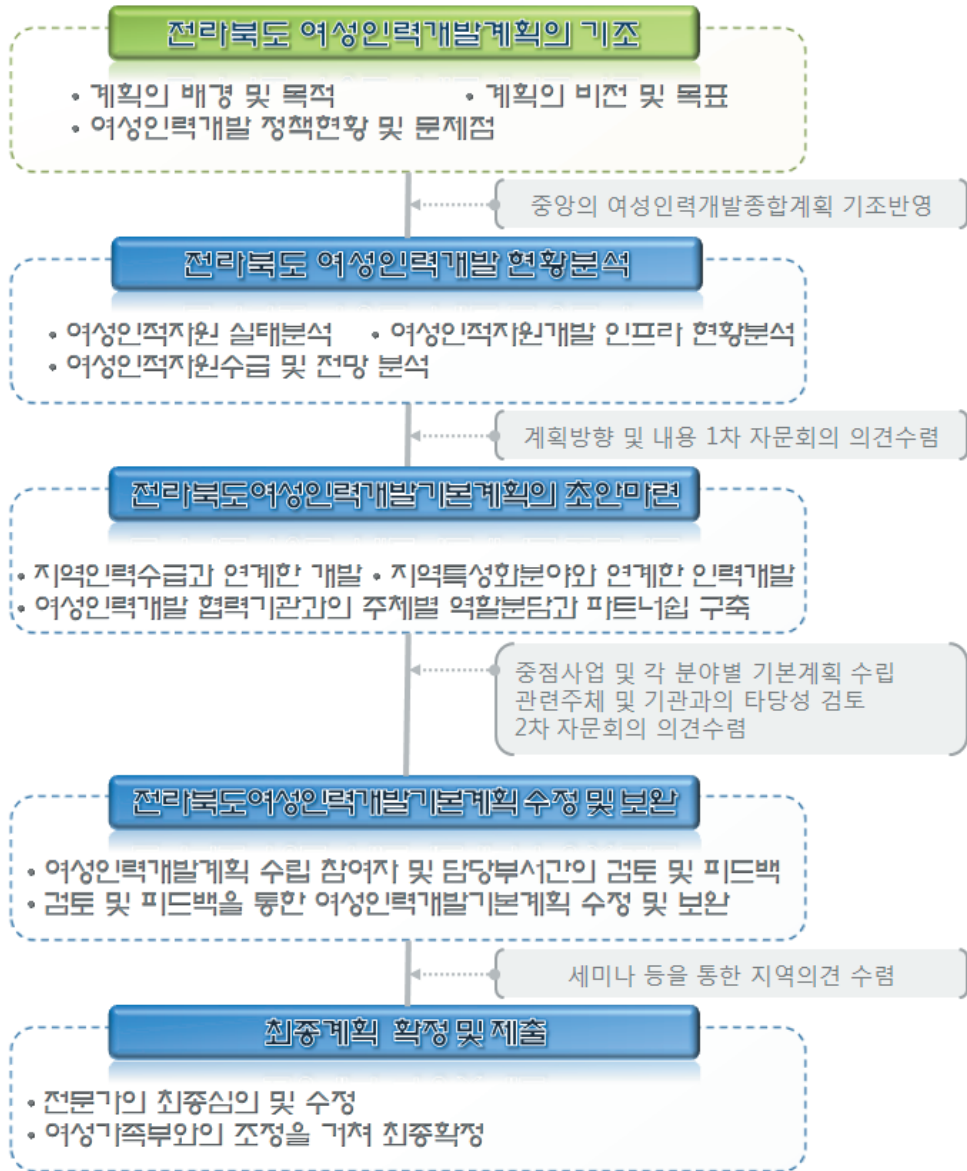 전라북도 여성인력개발계획의 기조
• 계획의 배경 및 목적 • 계획의 비전 및 목표
• 여성인력개발 정책현황 및 문제점
중앙의 여성인력개발종합계획 기조반영
전라북도 여성인력개발 현황분석
• 여성인적자원 실태분석 • 여성인적자원개발 인프라 현황분석
• 여성인적자원수급 및 전망 분석
계획방향 및 내용 1차 자문회의 의견수렴
전라북도여성인력개발기본계획의 초안마련
• 지역인력수급과 연계한 개발 • 지역특성화분야와 연계한 인력개발
• 여성인력개발 협력기관과의 주체별 역할분담과 파트너쉽 구축
중점사업 및 각 분야별 기본계획 수립
관련주체 및 기관과의 타당성 검토
2차 자문회의 의견수렴
전라북도여성인력개발기본계획 수정 및 보완
• 여성인력개발계획 수립 참여자 및 담당부서간의 검토 및 피드백
• 검토 및 피드백을 통한 여성인력개발기본계획 수정 및 보완
세미나 등을 통한 지역의견 수렴
최종계획 확정 및 제출
• 전문가의 최종심의 및 수정
• 여성가족부와의 조정을 거쳐 최종확정